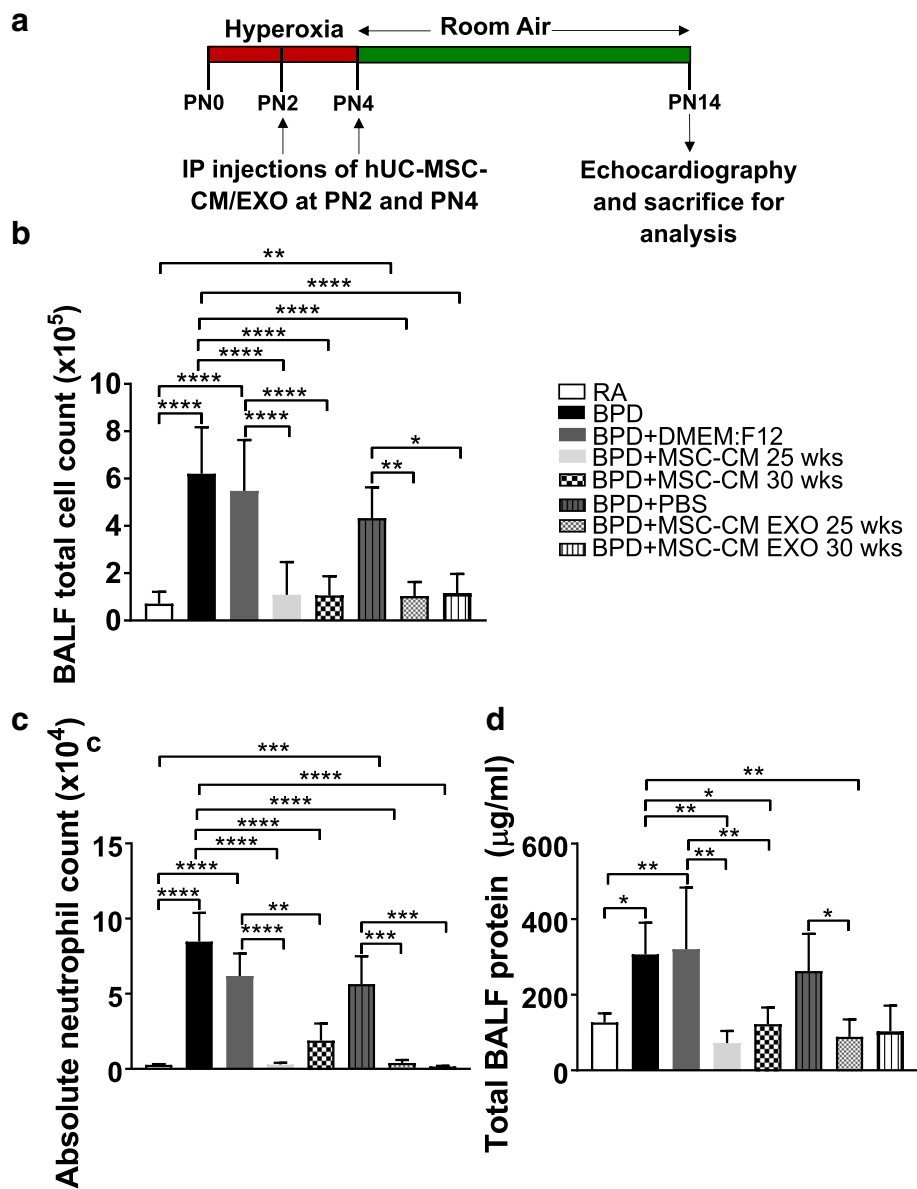 a
Hyperoxia
Room Air
PN0
PN2
PN4
PN14
IP injections of hUC-MSC-
CM/EXO at PN2 and PN4
Echocardiography
and sacrifice for
analysis
b
BALF total cell count (x10⁵)
10
8
6
4
2
0
**
****
****
****
****
****
****
****
****
*
**
RA
BPD
BPD+DMEM:F12
BPD+MSC-CM 25 wks
BPD+MSC-CM 30 wks
BPD+PBS
BPD+MSC-CM EXO 25 wks
BPD+MSC-CM EXO 30 wks
c
c
Absolute neutrophil count (x10⁴)
15
10
5
0
***
****
****
****
****
****
****
**
****
***
***
d
Total BALF protein (µg/ml)
600
400
200
0
**
*
**
**
**
**
*
*